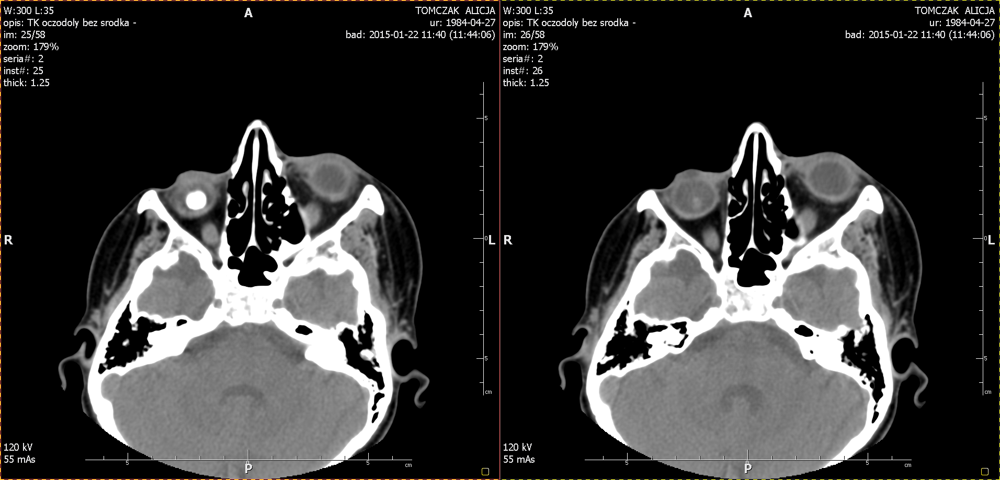 W:300 L:35
opis: TK oczodoly bez srodka -
im: 25/58
zoom: 179%
seria#: 2
inst#: 25
thick: 1.25
A
TOMCZAK ALICJA
ur: 1984-04-27
bad: 2015-01-22 11:40 (11:44:06)
5
R
0
L
5
cm
120 kV
55 mAs
5
0
5
cm
P
W:300 L:35
opis: TK oczodoly bez srodka -
im: 26/58
zoom: 179%
seria#: 2
inst#: 26
thick: 1.25
A
TOMCZAK ALICJA
ur: 1984-04-27
bad: 2015-01-22 11:40 (11:44:06)
5
R
0
L
5
cm
120 kV
55 mAs
5
0
5
cm
P